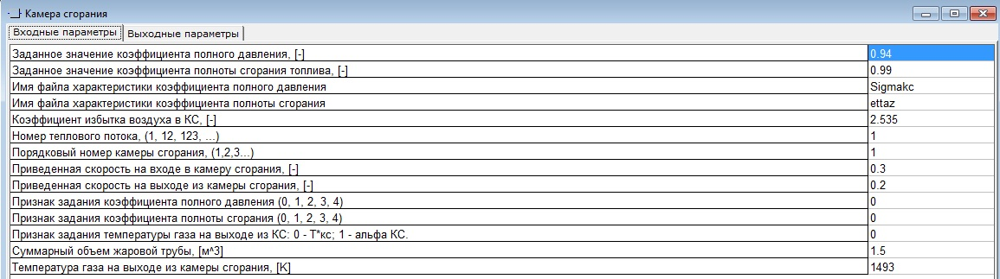 Камера сгорания
Входные параметры Выходные параметры
Заданное значение коэффициента полного давления, [-] 0.94
Заданное значение коэффициента полноты сгорания топлива, [-] 0.99
Имя файла характеристики коэффициента полного давления Sigmakc
Имя файла характеристики коэффициента полноты сгорания ettaz
Коэффициент избытка воздуха в КС, [-] 2.535
Номер теплового потока, (1, 12, 123, ...) 1
Порядковый номер камеры сгорания, (1,2,3...) 1
Приведенная скорость на входе в камеру сгорания, [-] 0.3
Приведенная скорость на выходе из камеры сгорания, [-] 0.2
Признак задания коэффициента полного давления (0, 1, 2, 3, 4) 0
Признак задания коэффициента полноты сгорания (0, 1, 2, 3, 4) 0
Признак задания температуры газа на выходе из КС: 0 - Т*кс; 1 - альфа КС. 0
Суммарный объем жаровой трубы, [м^3] 1.5
Температура газа на выходе из камеры сгорания, [К] 1493